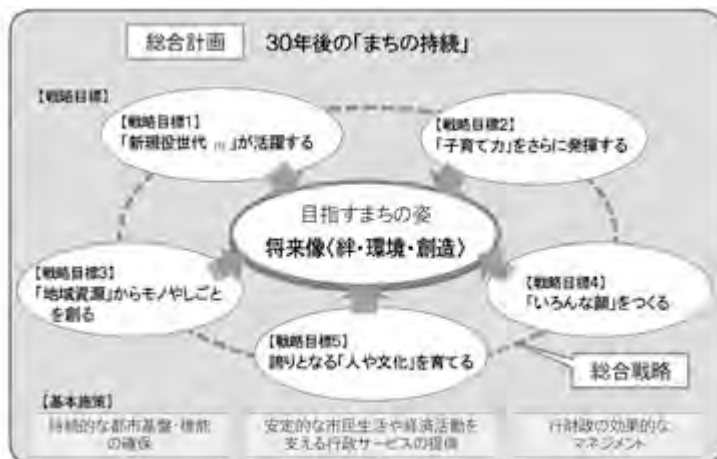 総合計画 30年後の「まちの持続」
【戦略目標】
【戦略目標1】
「新現役世代」が活躍する
【戦略目標2】
「子育て力」をさらに発揮する
目指すまちの姿
将来像〈絆・環境・創造〉
【戦略目標3】
「地域資源」からモノやしごと
を創る
【戦略目標4】
「いろんな顔」をつくる
【戦略目標5】
誇りとなる「人や文化」を育てる
総合戦略
【基本施策】
持続的な都市基盤・機能
の確保
安定的な市民生活や経済活動を
支える行政サービスの提供
行財政の効果的な
マネジメント